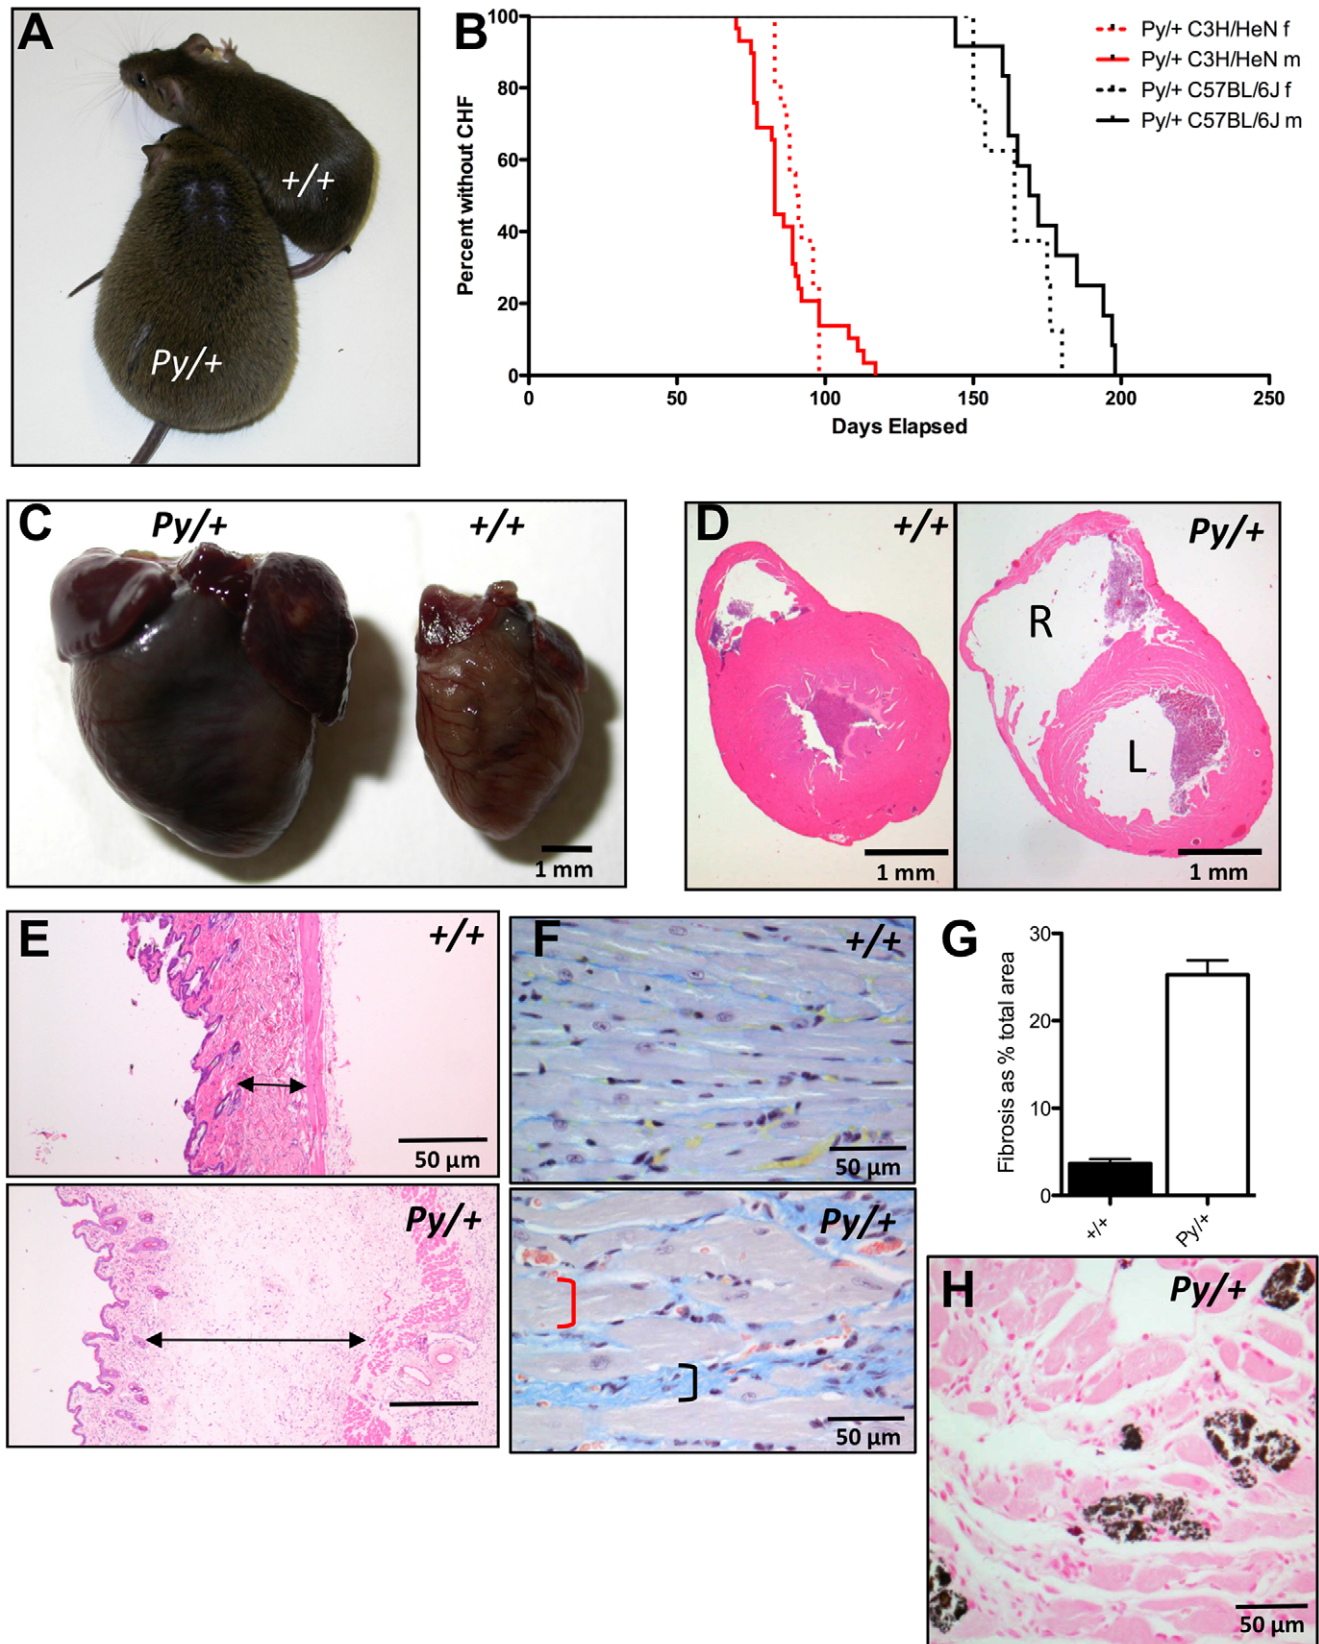 A
+/+
Py/+
B
Percent without CHF
100
80
60
40
20
0
0 50 100 150 200 250
Days Elapsed
Py/+ C3H/HeN f
Py/+ C3H/HeN m
Py/+ C57BL/6J f
Py/+ C57BL/6J m
C
Py/+
+/+
1 mm
D
+/+
1 mm
Py/+
R
L
1 mm
E
+/+
50 µm
Py/+
F
+/+
50 µm
Py/+
50 µm
G
Fibrosis as % total area
30
20
10
0
+/+
Py/+
H
Py/+
50 µm